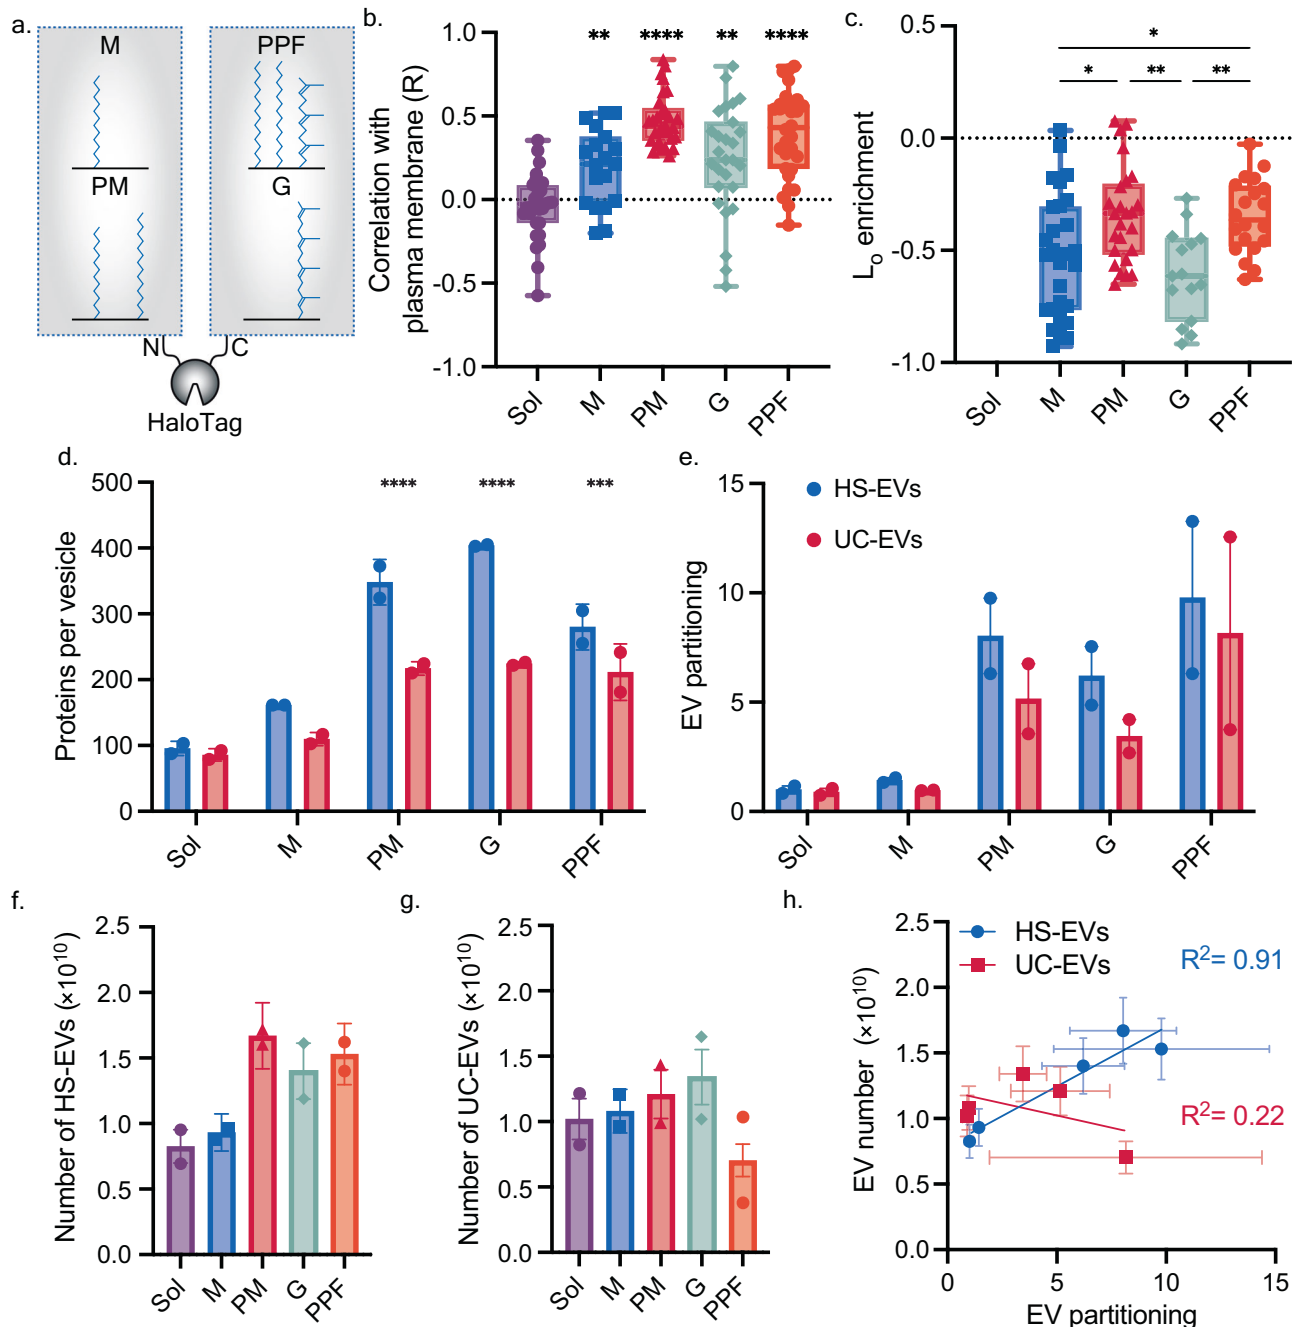 a.
M
PPF
PM
G
N
C
HaloTag
b.
Correlation with
plasma membrane (R)
1.0
0.5
0.0
-0.5
-1.0
** **** ** ****
Sol M PM G PPF
c.
L₀ enrichment
0.5
0.0
-0.5
-1.0
*
* ** **
Sol M PM G PPF
d.
Proteins per vesicle
500
400
300
200
100
0
**** **** ***
Sol M PM G PPF
e.
EV partitioning
15
10
5
0
HS-EVs
UC-EVs
Sol M PM G PPF
f.
Number of HS-EVs (×10¹⁰)
2.5
2.0
1.5
1.0
0.5
0.0
Sol M PM G PPF
g.
Number of UC-EVs (×10¹⁰)
2.5
2.0
1.5
1.0
0.5
0.0
Sol M PM G PPF
h.
EV number (×10¹⁰)
2.5
2.0
1.5
1.0
0.5
0.0
HS-EVs
UC-EVs
R²= 0.91
R²= 0.22
0 5 10 15
EV partitioning